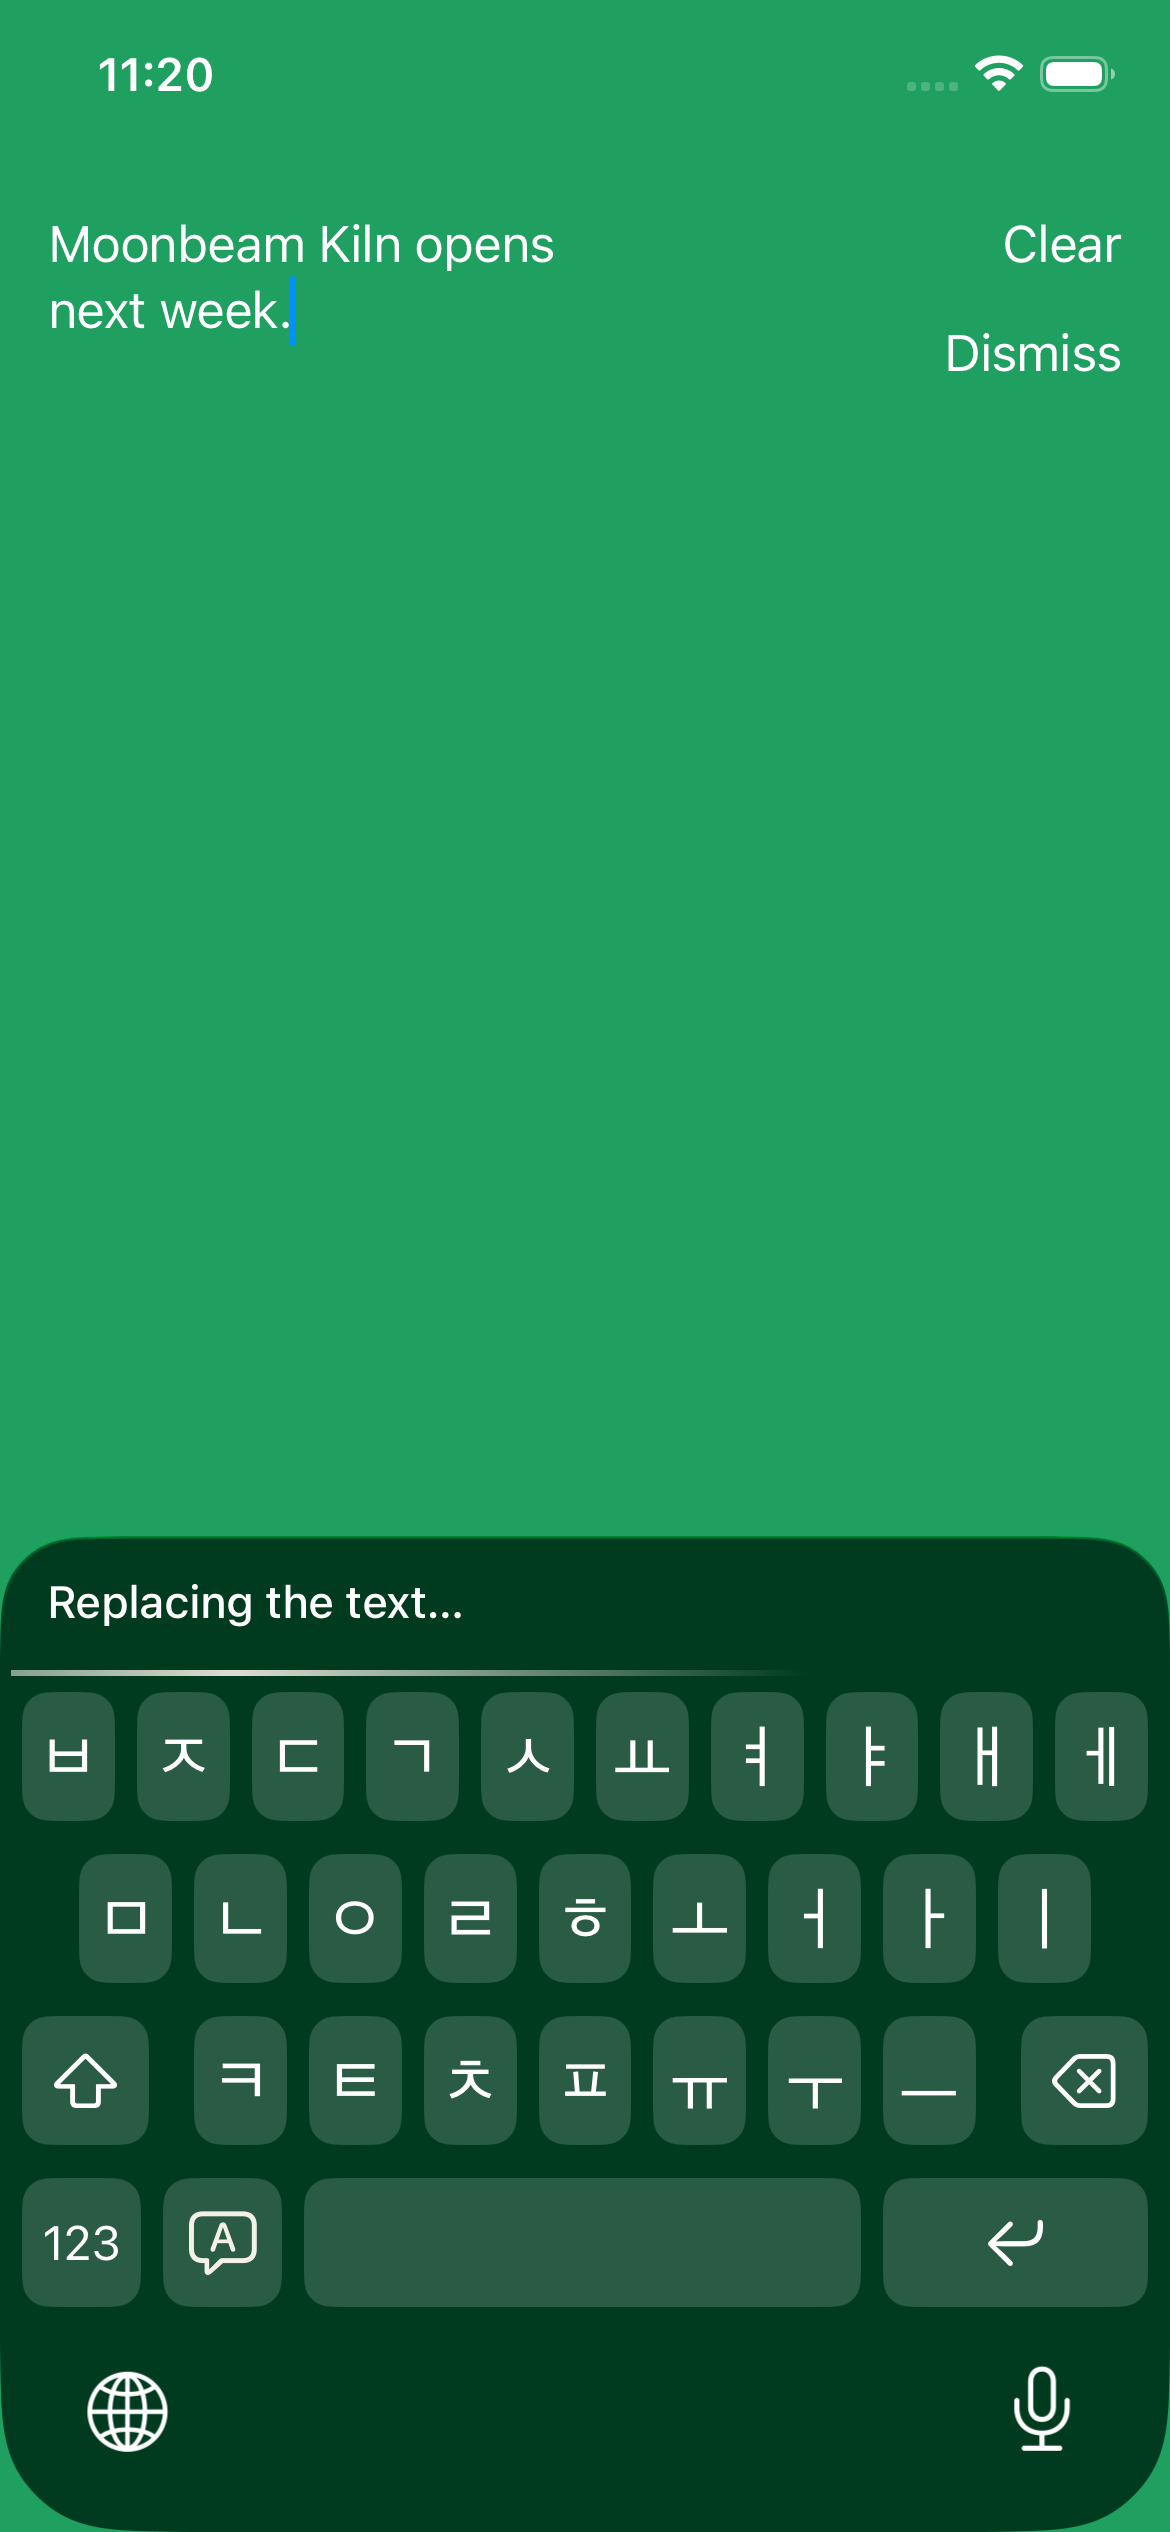 11:20
Moonbeam Kiln opens
next week.
Clear
Dismiss
Replacing the text...
ㅂ ㅈ ㄷ ㄱ ㅅ ㅛ ㅕ ㅑ ㅐ ㅔ
ㅁ ㄴ ㅇ ㄹ ㅎ ㅗ ㅓ ㅏ ㅣ
ㅋ ㅌ ㅊ ㅍ ㅠ ㅜ ㅡ
123 A